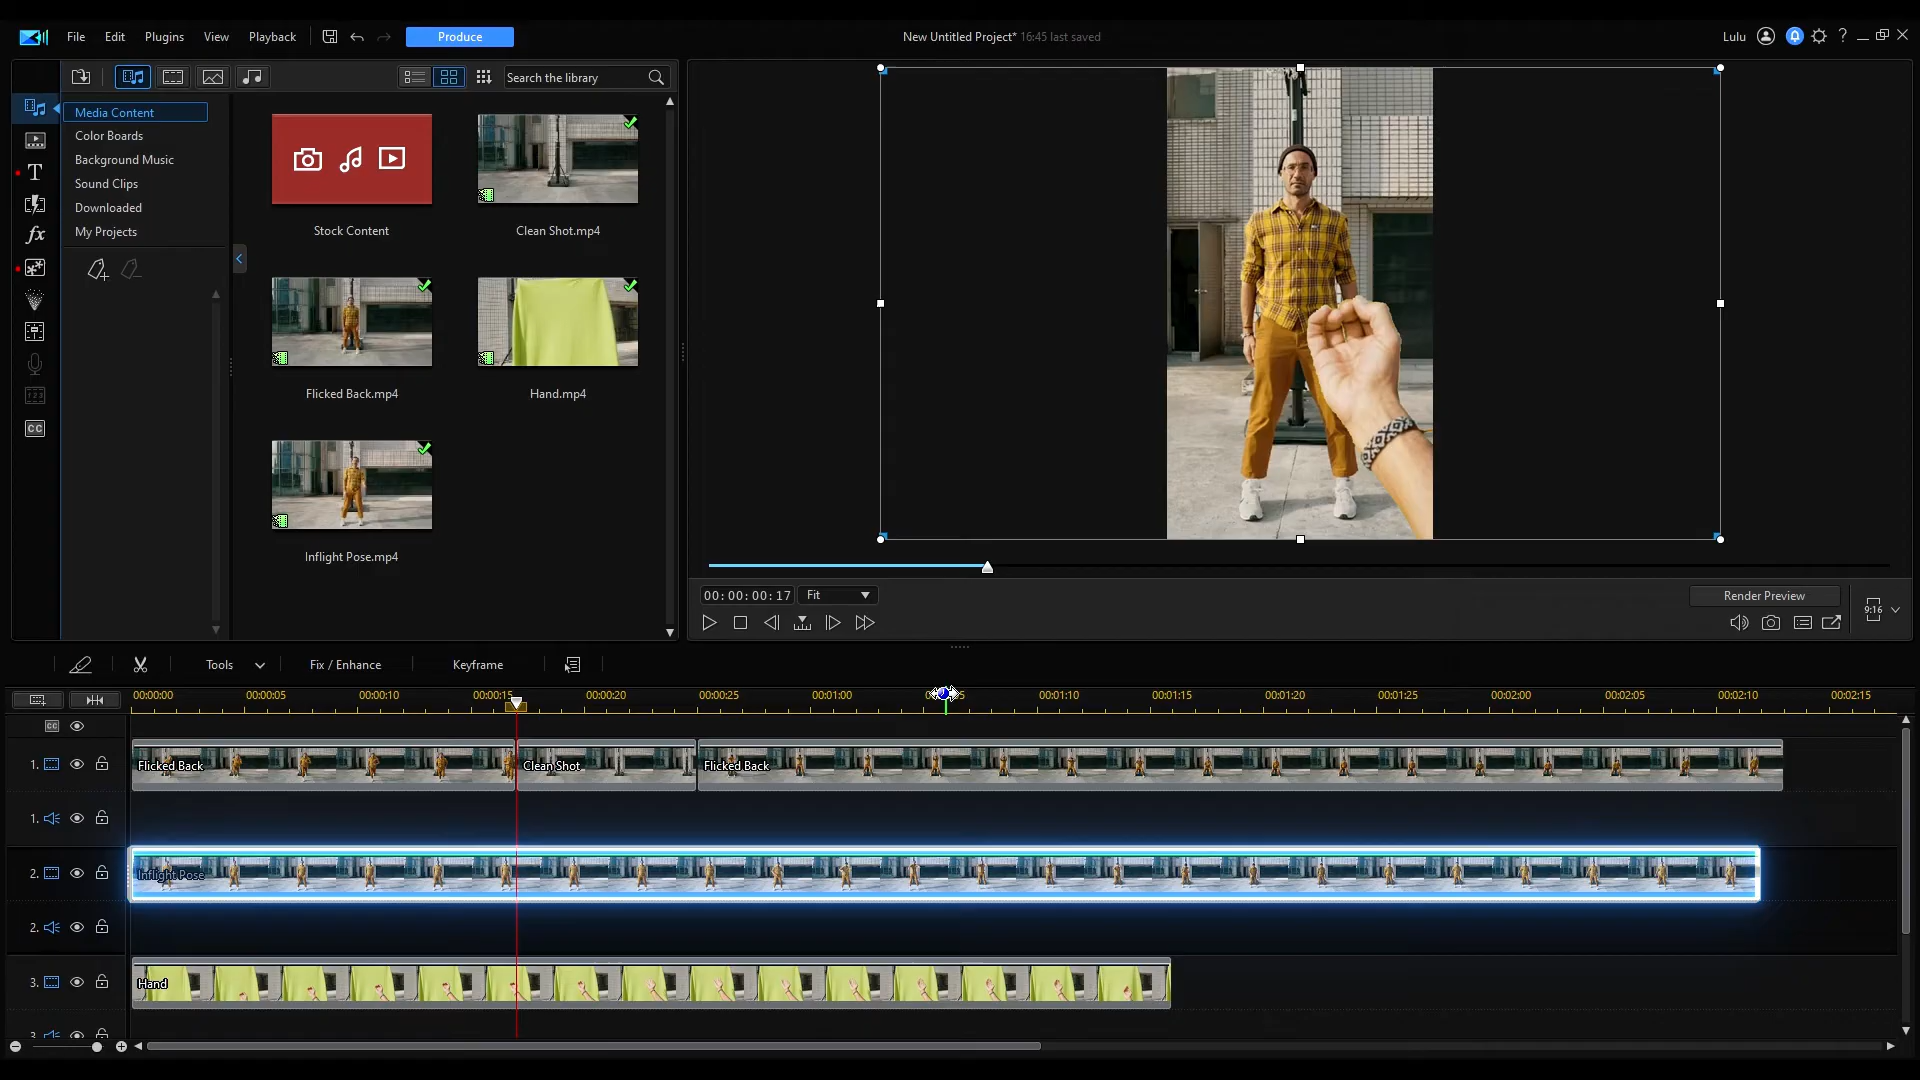 File Edit Plugins View Playback Produce New Untitled Project* 16:45 last saved Lulu
Search the library
Media Content
Color Boards
Background Music
Sound Clips
Downloaded
My Projects
Stock Content Clean Shot.mp4
Flicked Back.mp4 Hand.mp4
Inflight Pose.mp4
00:00:00:17 Fit Render Preview
9:16
Tools Fix / Enhance Keyframe
00:00:00 00:00:05 00:00:10 00:00:15 00:00:20 00:00:25 00:01:00 00:01:10 00:01:15 00:01:20 00:01:25 00:02:00 00:02:05 00:02:10 00:02:15
CC
1. Flicked Back Clean Shot Flicked Back
1.
2. Inflight Pose
2.
3. Hand
3.
T
fx
CC